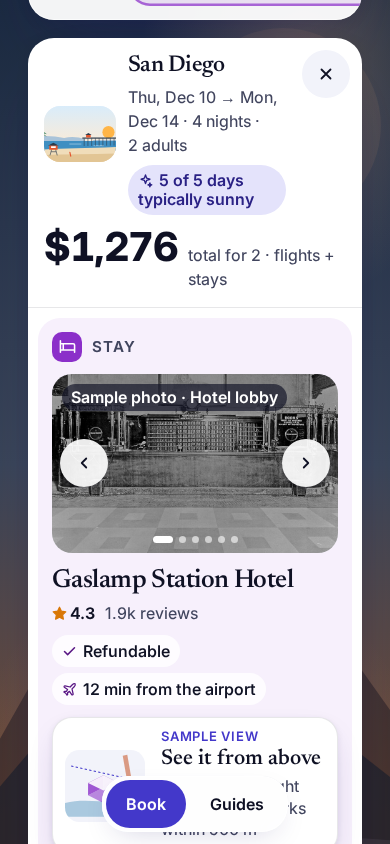 San Diego
Thu, Dec 10 → Mon,
Dec 14 · 4 nights ·
2 adults
5 of 5 days
typically sunny
$1,276 total for 2 · flights +
stays
STAY
Sample photo · Hotel lobby
Gaslamp Station Hotel
4.3 1.9k reviews
Refundable
12 min from the airport
SAMPLE VIEW
See it from above
Book
Guides